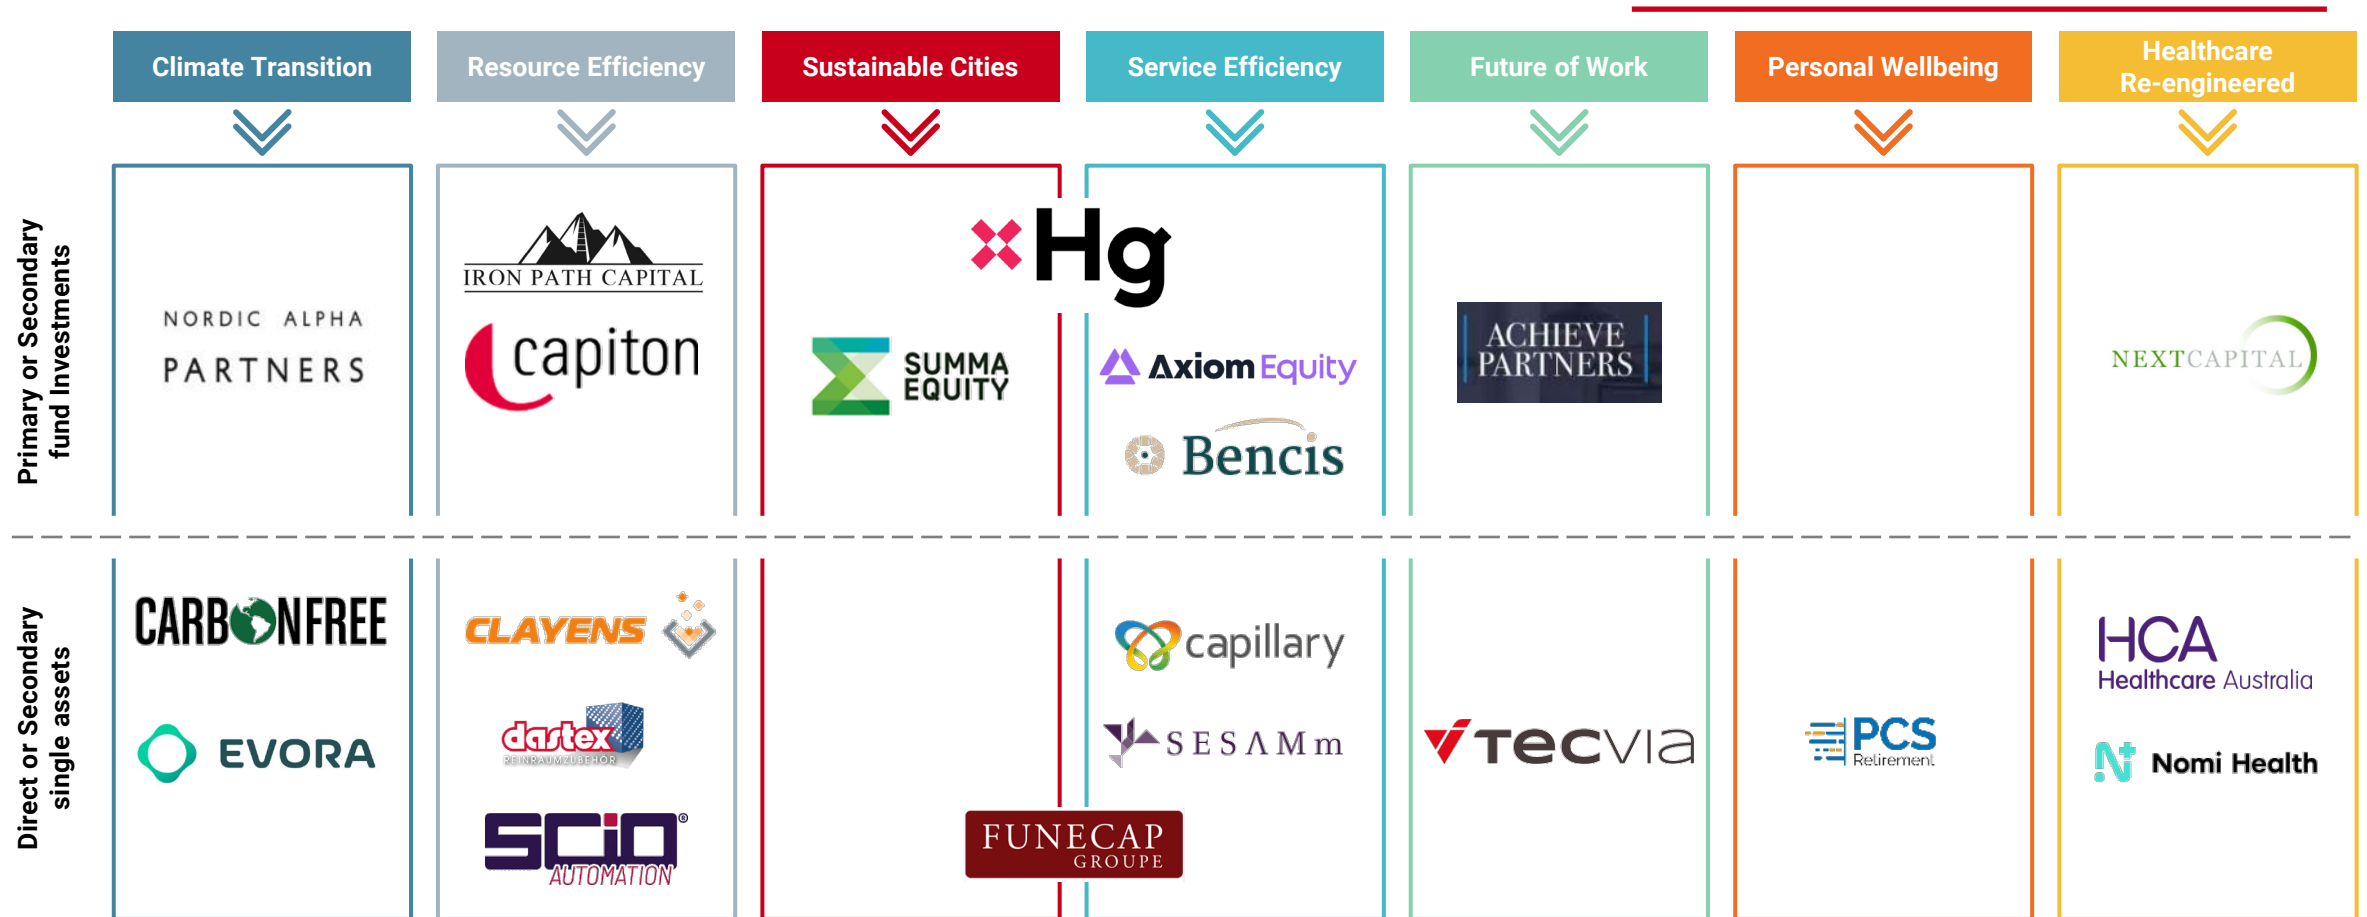 Climate Transition
Resource Efficiency
Sustainable Cities
Service Efficiency
Future of Work
Personal Wellbeing
Healthcare
Re-engineered
Primary or Secondary
fund Investments
NORDIC ALPHA
PARTNERS
IRON PATH CAPITAL
capiton
Hg
SUMMA
EQUITY
Axiom Equity
Bencis
ACHIEVE
PARTNERS
NEXTCAPITAL
Direct or Secondary
single assets
CARBONFREE
EVORA
CLAYENS
dastex
REINRAUMZUBEHÖR
SCIO®
AUTOMATION
FUNECAP
GROUPE
capillary
SESAMm
TECVIA
PCS
Retirement
HCA
Healthcare Australia
N+ Nomi Health